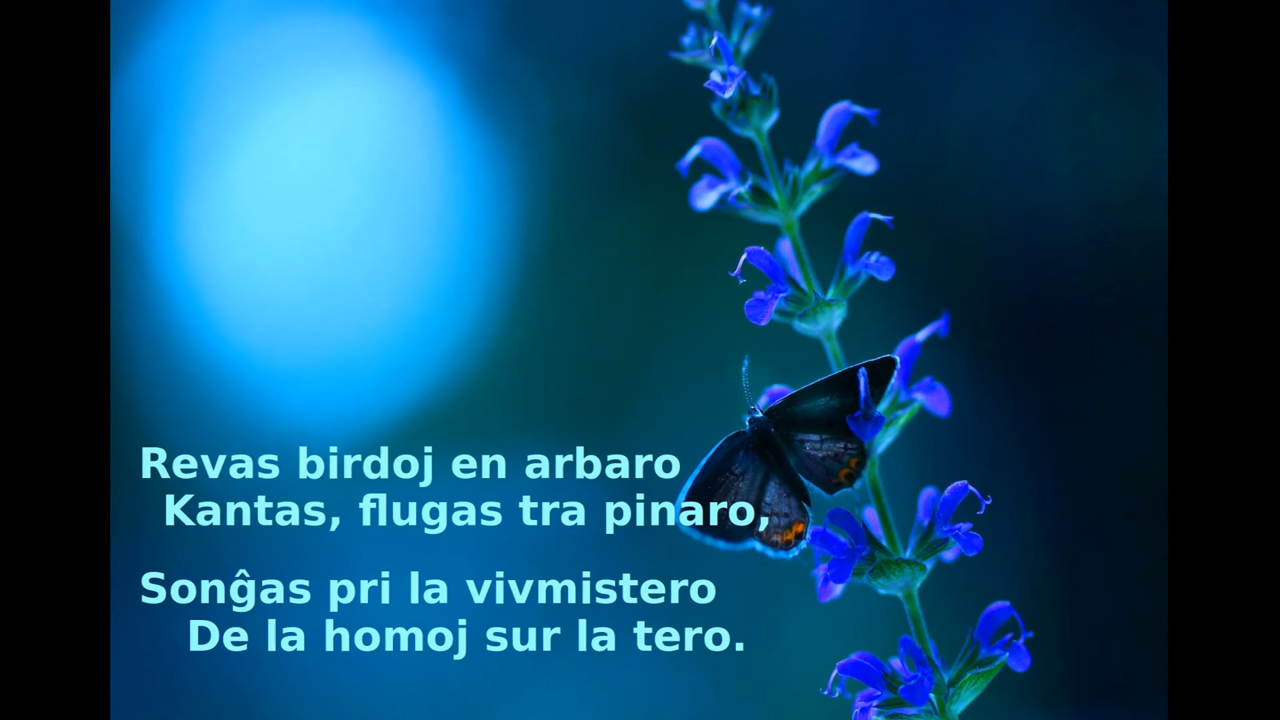 Revas birdoj en arbaro
Kantas, flugas tra pinaro,
Sonĝas pri la vivmistero
De la homoj sur la tero.